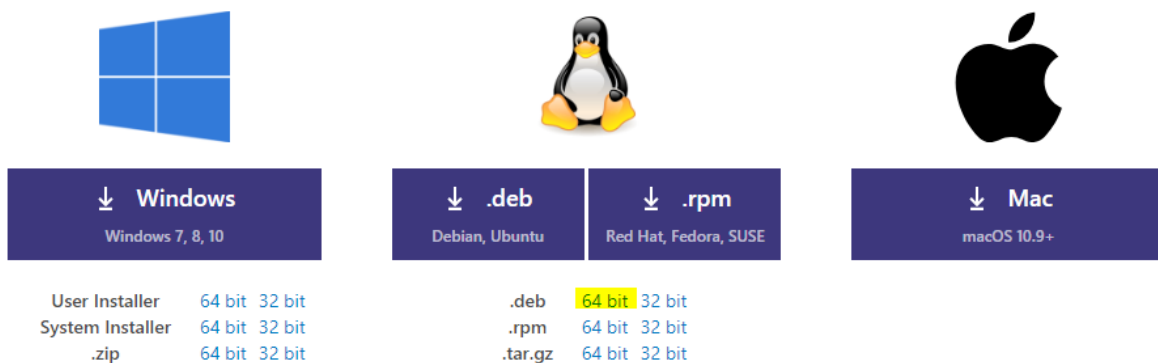 Windows
Windows 7, 8, 10
.deb
Debian, Ubuntu
.rpm
Red Hat, Fedora, SUSE
Mac
macOS 10.9+
User Installer 64 bit 32 bit
System Installer 64 bit 32 bit
.zip 64 bit 32 bit
.deb 64 bit 32 bit
.rpm 64 bit 32 bit
.tar.gz 64 bit 32 bit